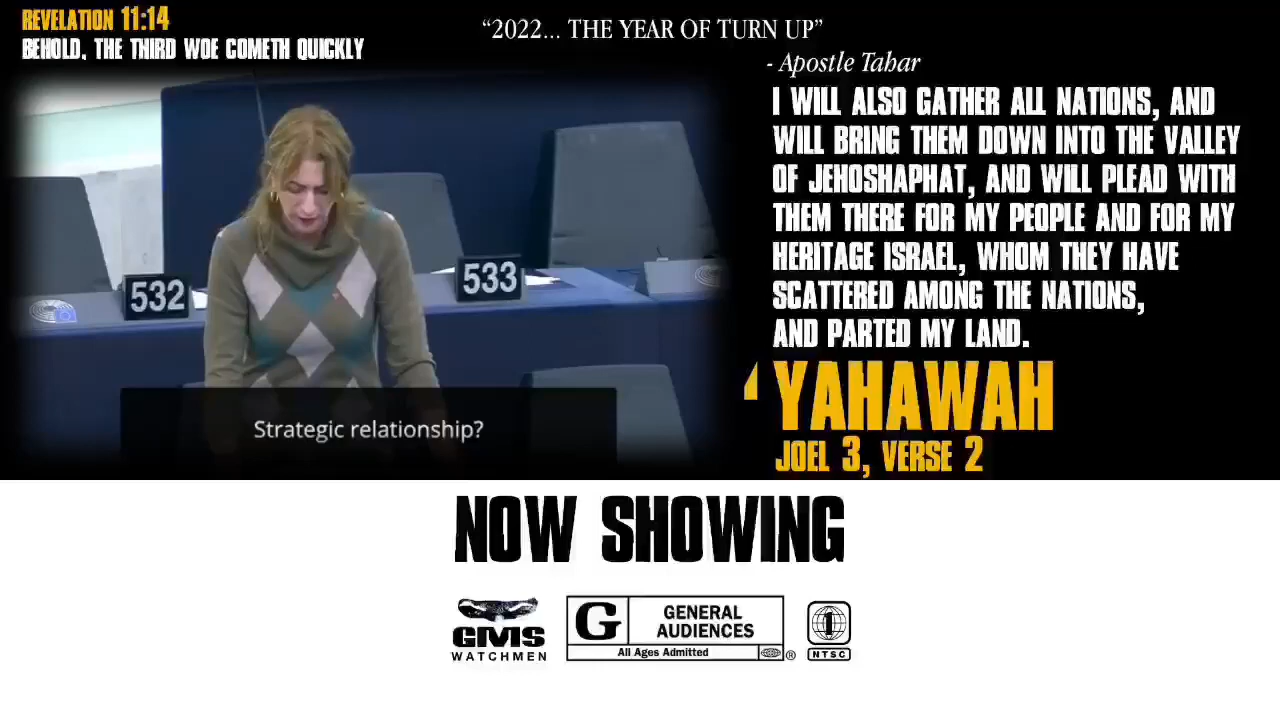 REVELATION 11:14
BEHOLD, THE THIRD WOE COMETH QUICKLY
“2022... THE YEAR OF TURN UP”
- Apostle Tahar
I WILL ALSO GATHER ALL NATIONS, AND
WILL BRING THEM DOWN INTO THE VALLEY
OF JEHOSHAPHAT, AND WILL PLEAD WITH
THEM THERE FOR MY PEOPLE AND FOR MY
HERITAGE ISRAEL, WHOM THEY HAVE
SCATTERED AMONG THE NATIONS,
AND PARTED MY LAND.
‘YAHAWAH
JOEL 3, VERSE 2
532
533
Strategic relationship?
NOW SHOWING
GMS
WATCHMEN
G
GENERAL
AUDIENCES
All Ages Admitted
®
1
NTSC